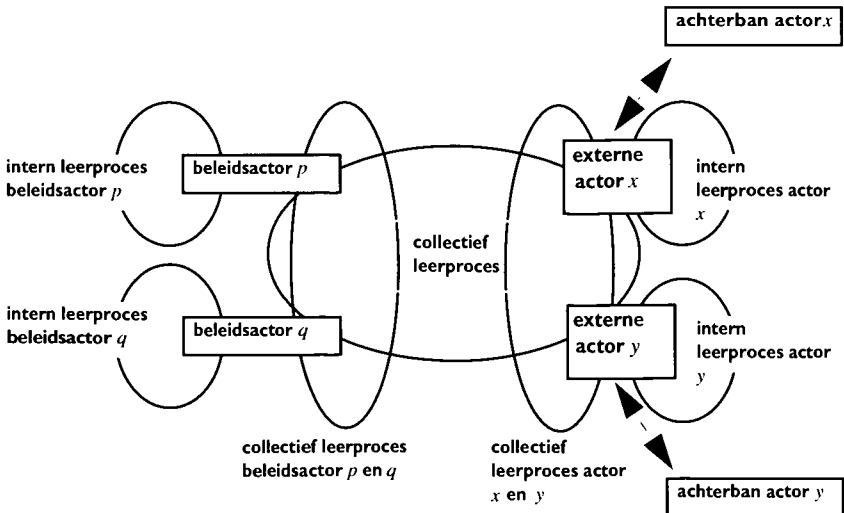 achterban actor x
intern leerproces
beleidsactor p
beleidsactor p
externe
actor x
intern
leerproces actor
x
collectief
leerproces
intern leerproces
beleidsactor q
beleidsactor q
externe
actor y
intern
leerproces actor
y
collectief leerproces
beleidsactor p en q
collectief
leerproces actor
x en y
achterban actor y